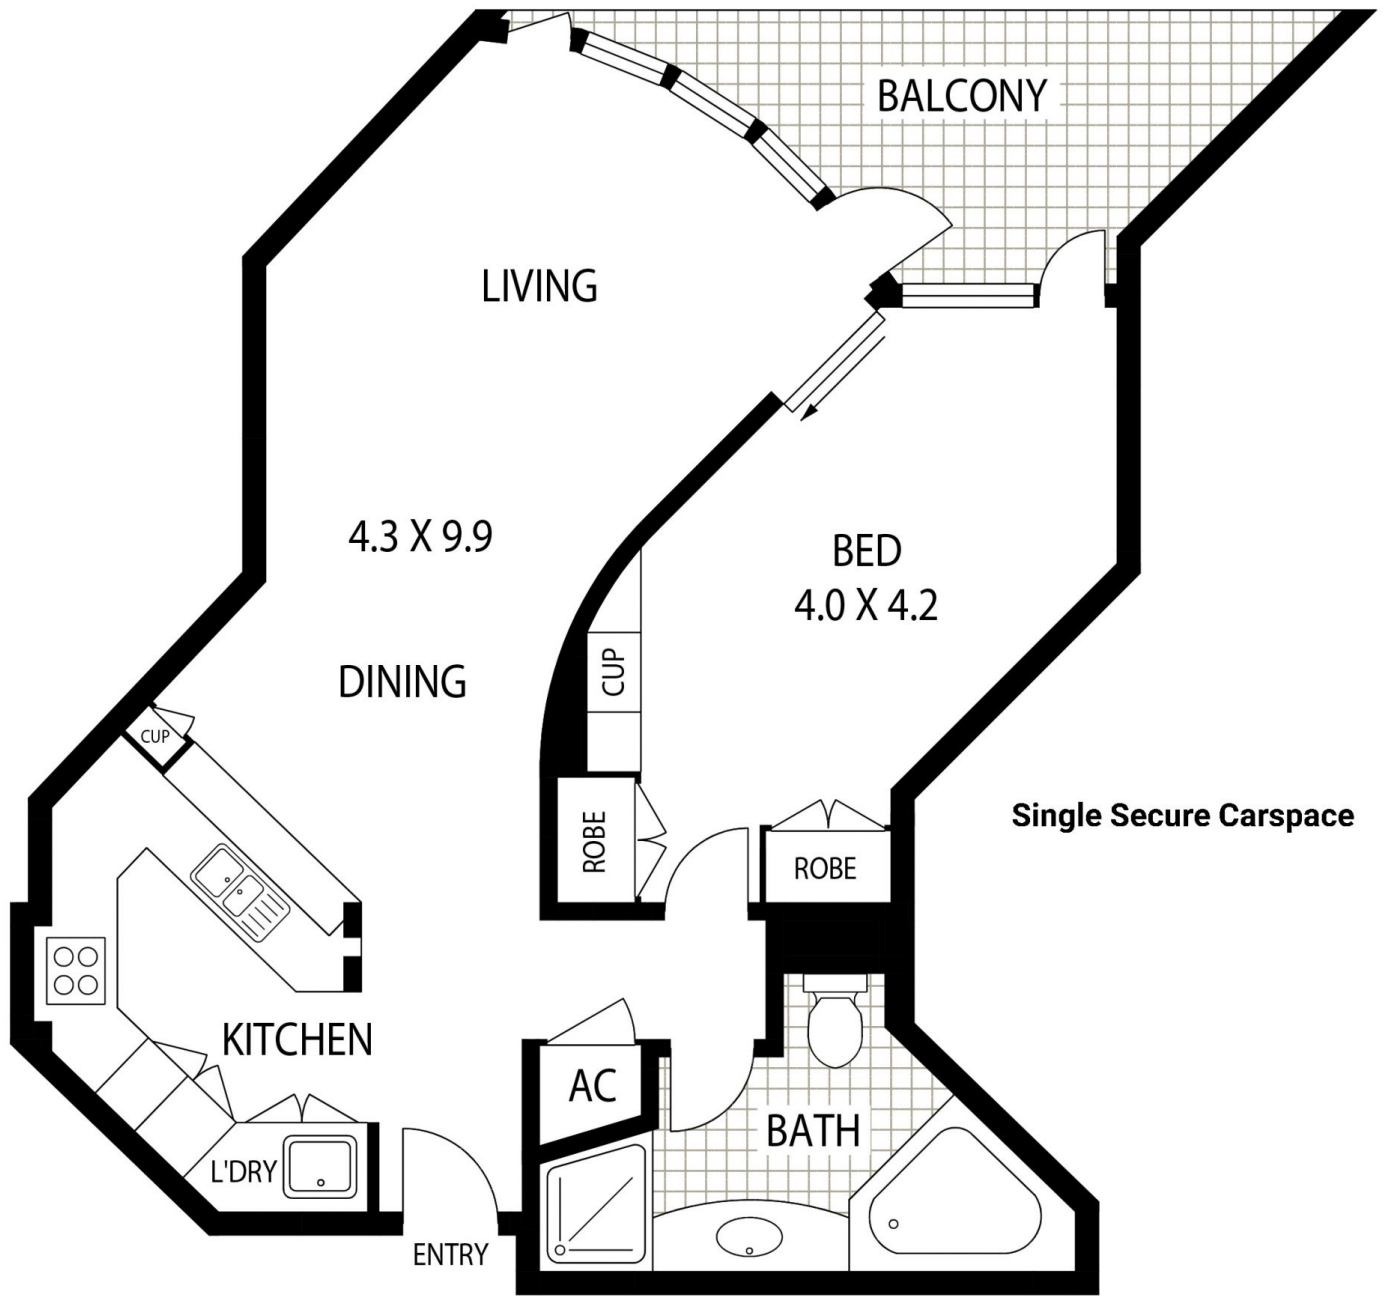 BALCONY
LIVING
4.3 X 9.9
BED
4.0 X 4.2
DINING
CUP
CUP
Single Secure Carspace
ROBE
ROBE
KITCHEN
AC
BATH
L'DRY
ENTRY